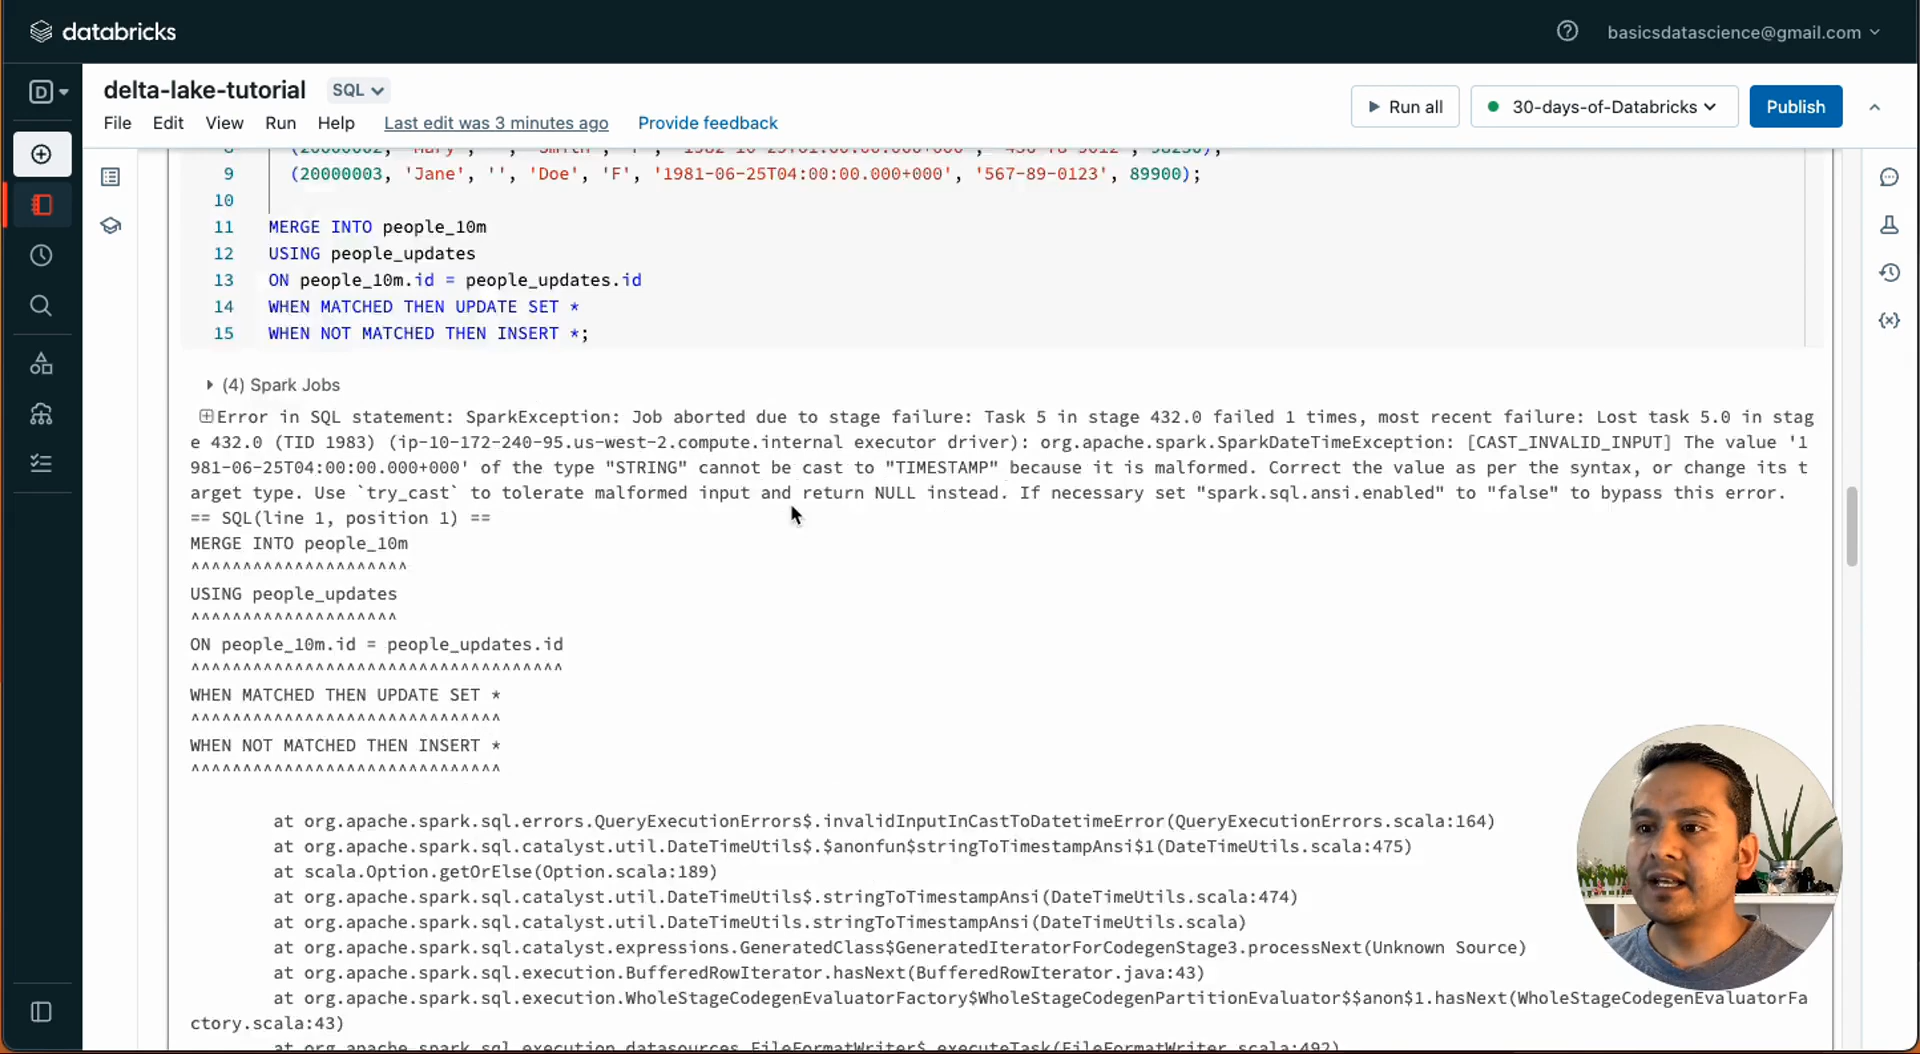 databricks
basicsdatascience@gmail.com
D
delta-lake-tutorial SQL
Run all 30-days-of-Databricks Publish
File Edit View Run Help Last edit was 3 minutes ago Provide feedback
9 (20000003, 'Jane', '', 'Doe', 'F', '1981-06-25T04:00:00.000+000', '567-89-0123', 89900);
10
11 MERGE INTO people_10m
12 USING people_updates
13 ON people_10m.id = people_updates.id
14 WHEN MATCHED THEN UPDATE SET *
15 WHEN NOT MATCHED THEN INSERT *;
(4) Spark Jobs
Error in SQL statement: SparkException: Job aborted due to stage failure: Task 5 in stage 432.0 failed 1 times, most recent failure: Lost task 5.0 in stag
e 432.0 (TID 1983) (ip-10-172-240-95.us-west-2.compute.internal executor driver): org.apache.spark.SparkDateTimeException: [CAST_INVALID_INPUT] The value '1
981-06-25T04:00:00.000+000' of the type "STRING" cannot be cast to "TIMESTAMP" because it is malformed. Correct the value as per the syntax, or change its t
arget type. Use `try_cast` to tolerate malformed input and return NULL instead. If necessary set "spark.sql.ansi.enabled" to "false" to bypass this error.
== SQL(line 1, position 1) ==
MERGE INTO people_10m
^^^^^^^^^^^^^^^^^^^^^
USING people_updates
^^^^^^^^^^^^^^^^^^^^
ON people_10m.id = people_updates.id
^^^^^^^^^^^^^^^^^^^^^^^^^^^^^^^^^^^^
WHEN MATCHED THEN UPDATE SET *
^^^^^^^^^^^^^^^^^^^^^^^^^^^^^^
WHEN NOT MATCHED THEN INSERT *
^^^^^^^^^^^^^^^^^^^^^^^^^^^^^^
at org.apache.spark.sql.errors.QueryExecutionErrors$.invalidInputInCastToDatetimeError(QueryExecutionErrors.scala:164)
at org.apache.spark.sql.catalyst.util.DateTimeUtils$.$anonfun$stringToTimestampAnsi$1(DateTimeUtils.scala:475)
at scala.Option.getOrElse(Option.scala:189)
at org.apache.spark.sql.catalyst.util.DateTimeUtils$.stringToTimestampAnsi(DateTimeUtils.scala:474)
at org.apache.spark.sql.catalyst.util.DateTimeUtils.stringToTimestampAnsi(DateTimeUtils.scala)
at org.apache.spark.sql.catalyst.expressions.GeneratedClass$GeneratedIteratorForCodegenStage3.processNext(Unknown Source)
at org.apache.spark.sql.execution.BufferedRowIterator.hasNext(BufferedRowIterator.java:43)
at org.apache.spark.sql.execution.WholeStageCodegenEvaluatorFactory$WholeStageCodegenPartitionEvaluator$$anon$1.hasNext(WholeStageCodegenEvaluatorFa
ctory.scala:43)
at org.apache.spark.sql.execution.datasources.FileFormatWriter$.executeTask(FileFormatWriter.scala:492)